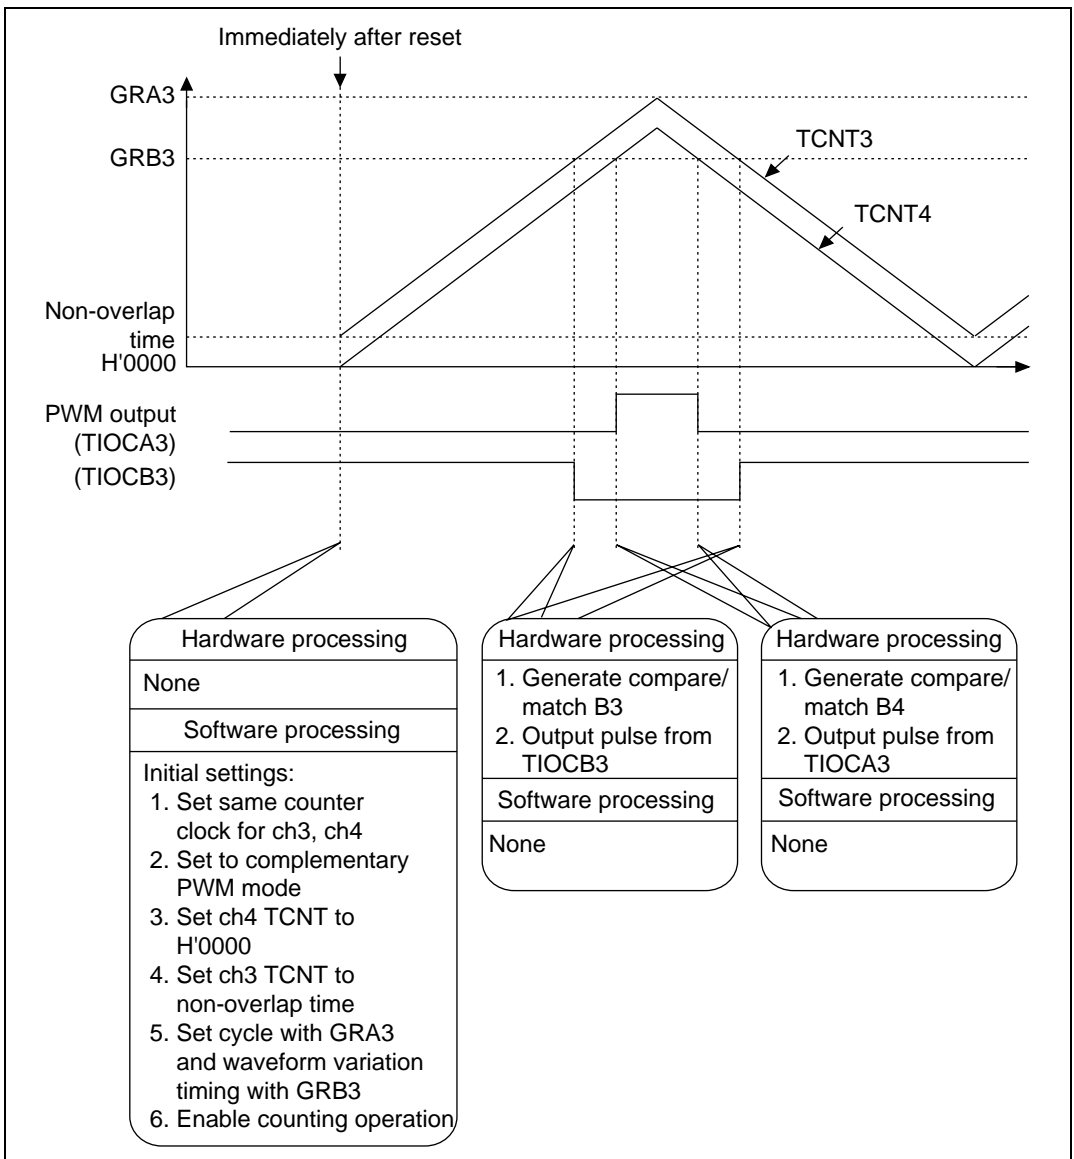 Immediately after reset
GRA3
GRB3
TCNT3
TCNT4
Non-overlap
time
H'0000
PWM output
(TIOCA3)
(TIOCB3)
Hardware processing
None
Software processing
Initial settings:
1. Set same counter
clock for ch3, ch4
2. Set to complementary
PWM mode
3. Set ch4 TCNT to
H'0000
4. Set ch3 TCNT to
non-overlap time
5. Set cycle with GRA3
and waveform variation
timing with GRB3
6. Enable counting operation
Hardware processing
1. Generate compare/
match B3
2. Output pulse from
TIOCB3
Software processing
None
Hardware processing
1. Generate compare/
match B4
2. Output pulse from
TIOCA3
Software processing
None